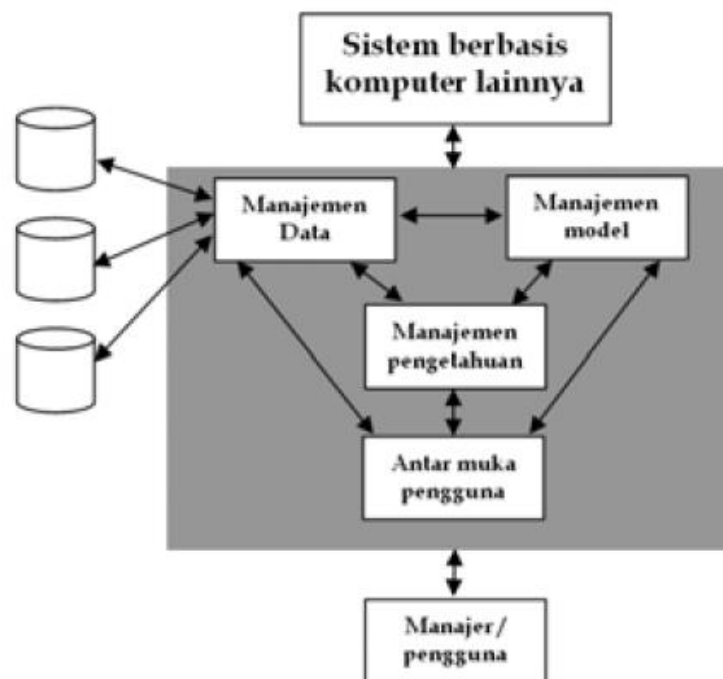 Sistem berbasis
komputer lainnya
Manajemen
Data
Manajemen
model
Manajemen
pengetahuan
Antar muka
pengguna
Manajer/
pengguna